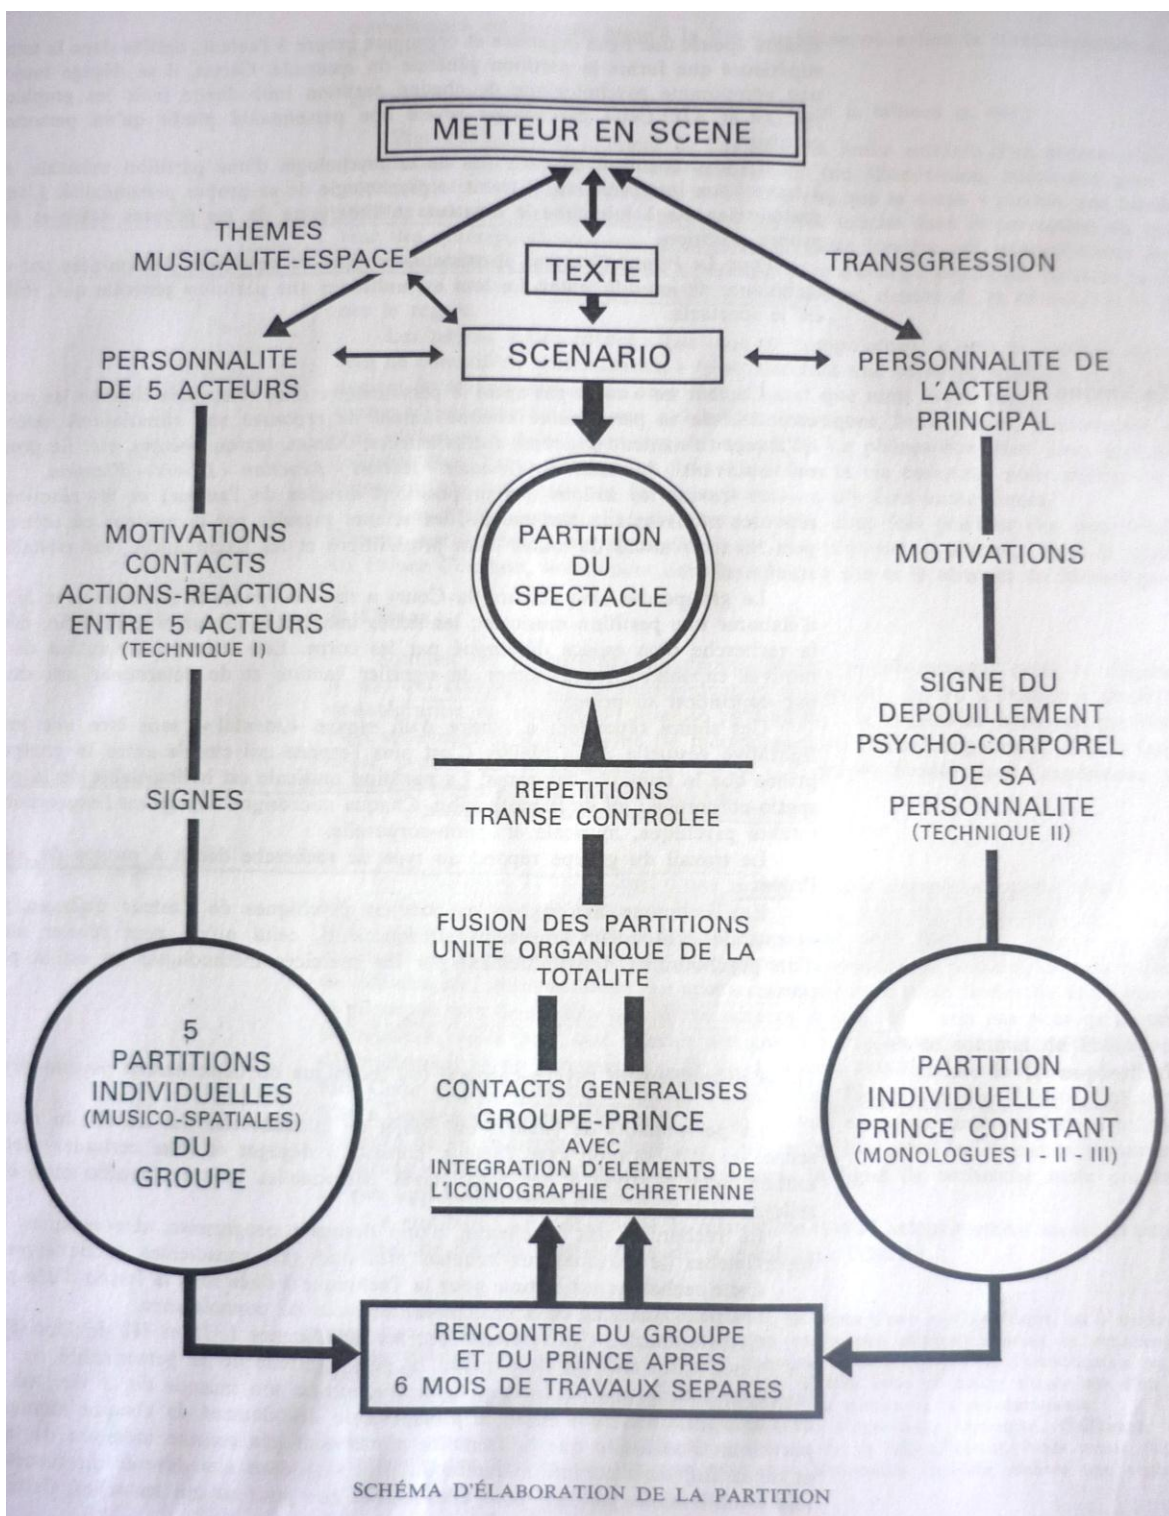 METTEUR EN SCENE
THEMES
MUSICALITE-ESPACE
TEXTE
TRANSGRESSION
SCENARIO
PERSONNALITE
DE 5 ACTEURS
PERSONNALITE DE
L'ACTEUR
PRINCIPAL
MOTIVATIONS
CONTACTS
ACTIONS-REACTIONS
ENTRE 5 ACTEURS
(TECHNIQUE I)
PARTITION
DU
SPECTACLE
MOTIVATIONS
SIGNE DU
DEPOUILLEMENT
PSYCHO-CORPOREL
DE SA
PERSONNALITE
(TECHNIQUE II)
SIGNES
REPETITIONS
TRANSE CONTROLEE
FUSION DES PARTITIONS
UNITE ORGANIQUE DE LA
TOTALITE
5
PARTITIONS
INDIVIDUELLES
(MUSICO-SPATIALES)
DU
GROUPE
CONTACTS GENERALISES
GROUPE-PRINCE
AVEC
INTEGRATION D'ELEMENTS DE
L'ICONOGRAPHIE CHRETIENNE
PARTITION
INDIVIDUELLE DU
PRINCE CONSTANT
(MONOLOGUES I - II - III)
RENCONTRE DU GROUPE
ET DU PRINCE APRES
6 MOIS DE TRAVAUX SEPARES
SCHÉMA D'ÉLABORATION DE LA PARTITION